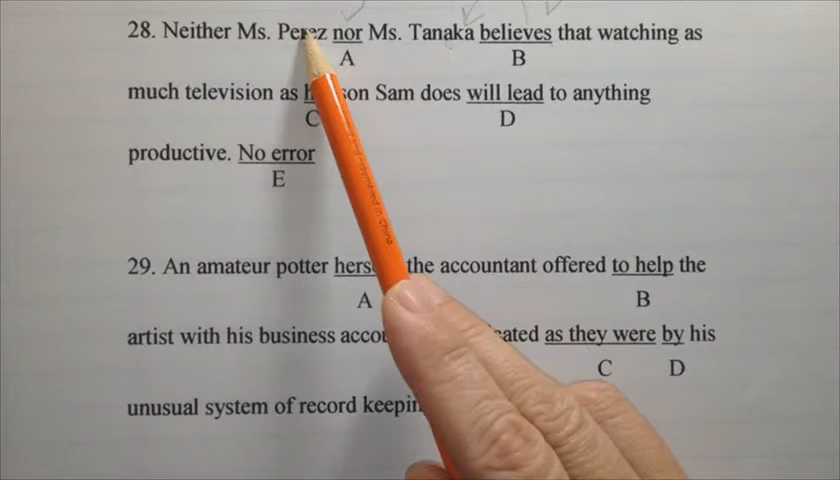 28. Neither Ms. Perez nor Ms. Tanaka believes that watching as
A B
much television as son Sam does will lead to anything
C D
productive. No error
E
29. An amateur potter the accountant offered to help the
A B
artist with his business as they were by his
C D
unusual system of record